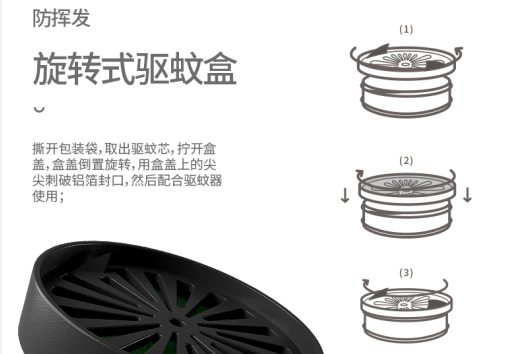 防挥发
旋转式驱蚊盒
撕开包装袋,取出驱蚊芯,拧开盒
盖,盒盖倒置旋转,用盒盖上的尖
尖刺破铝箔封口,然后配合驱蚊器
使用;
(1)
(2)
(3)